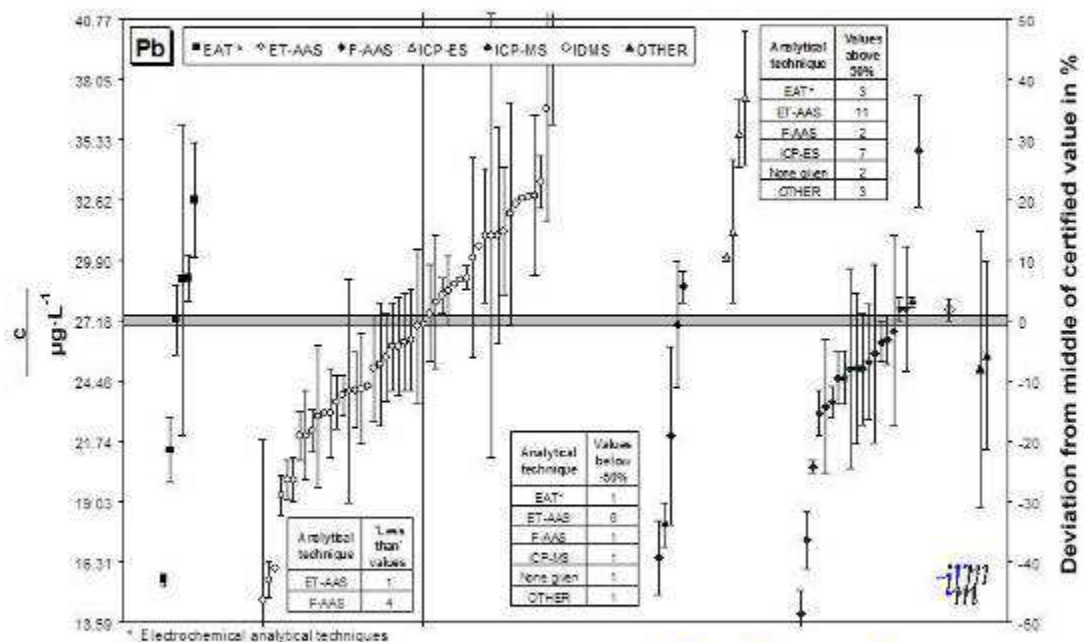 Pb
EAT* ET-AAS F-AAS ICP-ES ICP-MS IDMS OTHER
40.77
38.05
35.33
32.62
29.90
27.18
24.46
21.74
19.03
16.31
13.59
c
µg·L⁻¹
50
40
30
20
10
0
-10
-20
-30
-40
-50
Deviation from middle of certified value in %
Analytical technique Values above 50%
EAT* 3
ET-AAS 11
F-AAS 2
ICP-ES 7
None given 2
OTHER 3
Analytical technique Values below -50%
EAT* 1
ET-AAS 6
F-AAS 1
ICP-MS 1
None given 1
OTHER 1
Analytical technique 'Less than' values
ET-AAS 1
F-AAS 4
* Electrochemical analytical techniques